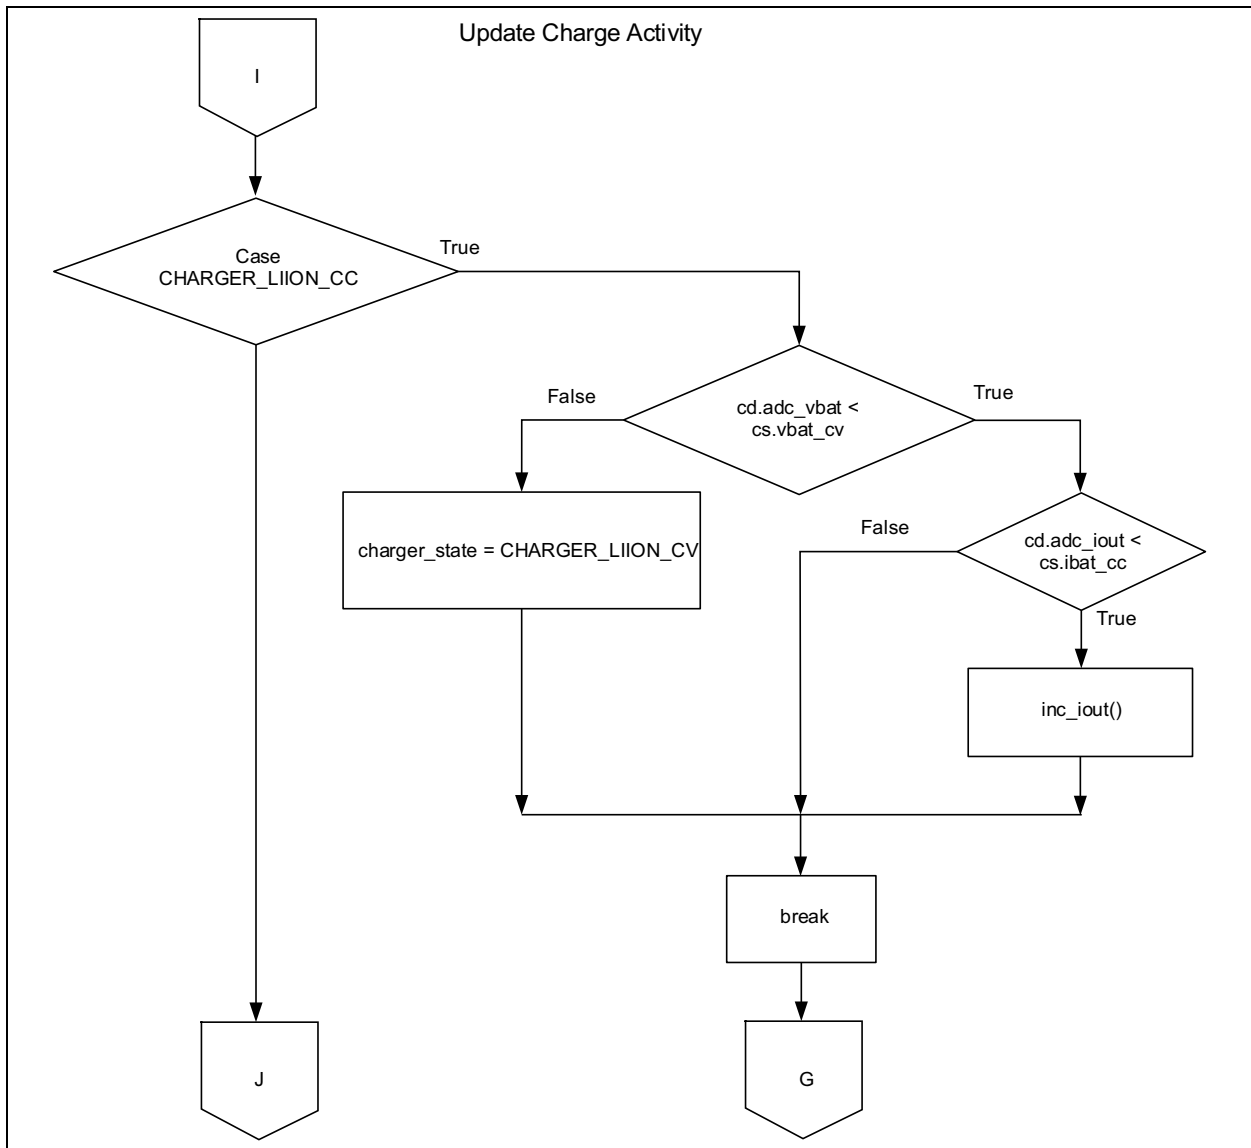 Update Charge Activity
I
Case
CHARGER_LIION_CC
True
False
cd.adc_vbat <
cs.vbat_cv
True
charger_state = CHARGER_LIION_CV
False
cd.adc_iout <
cs.ibat_cc
True
inc_iout()
break
J
G